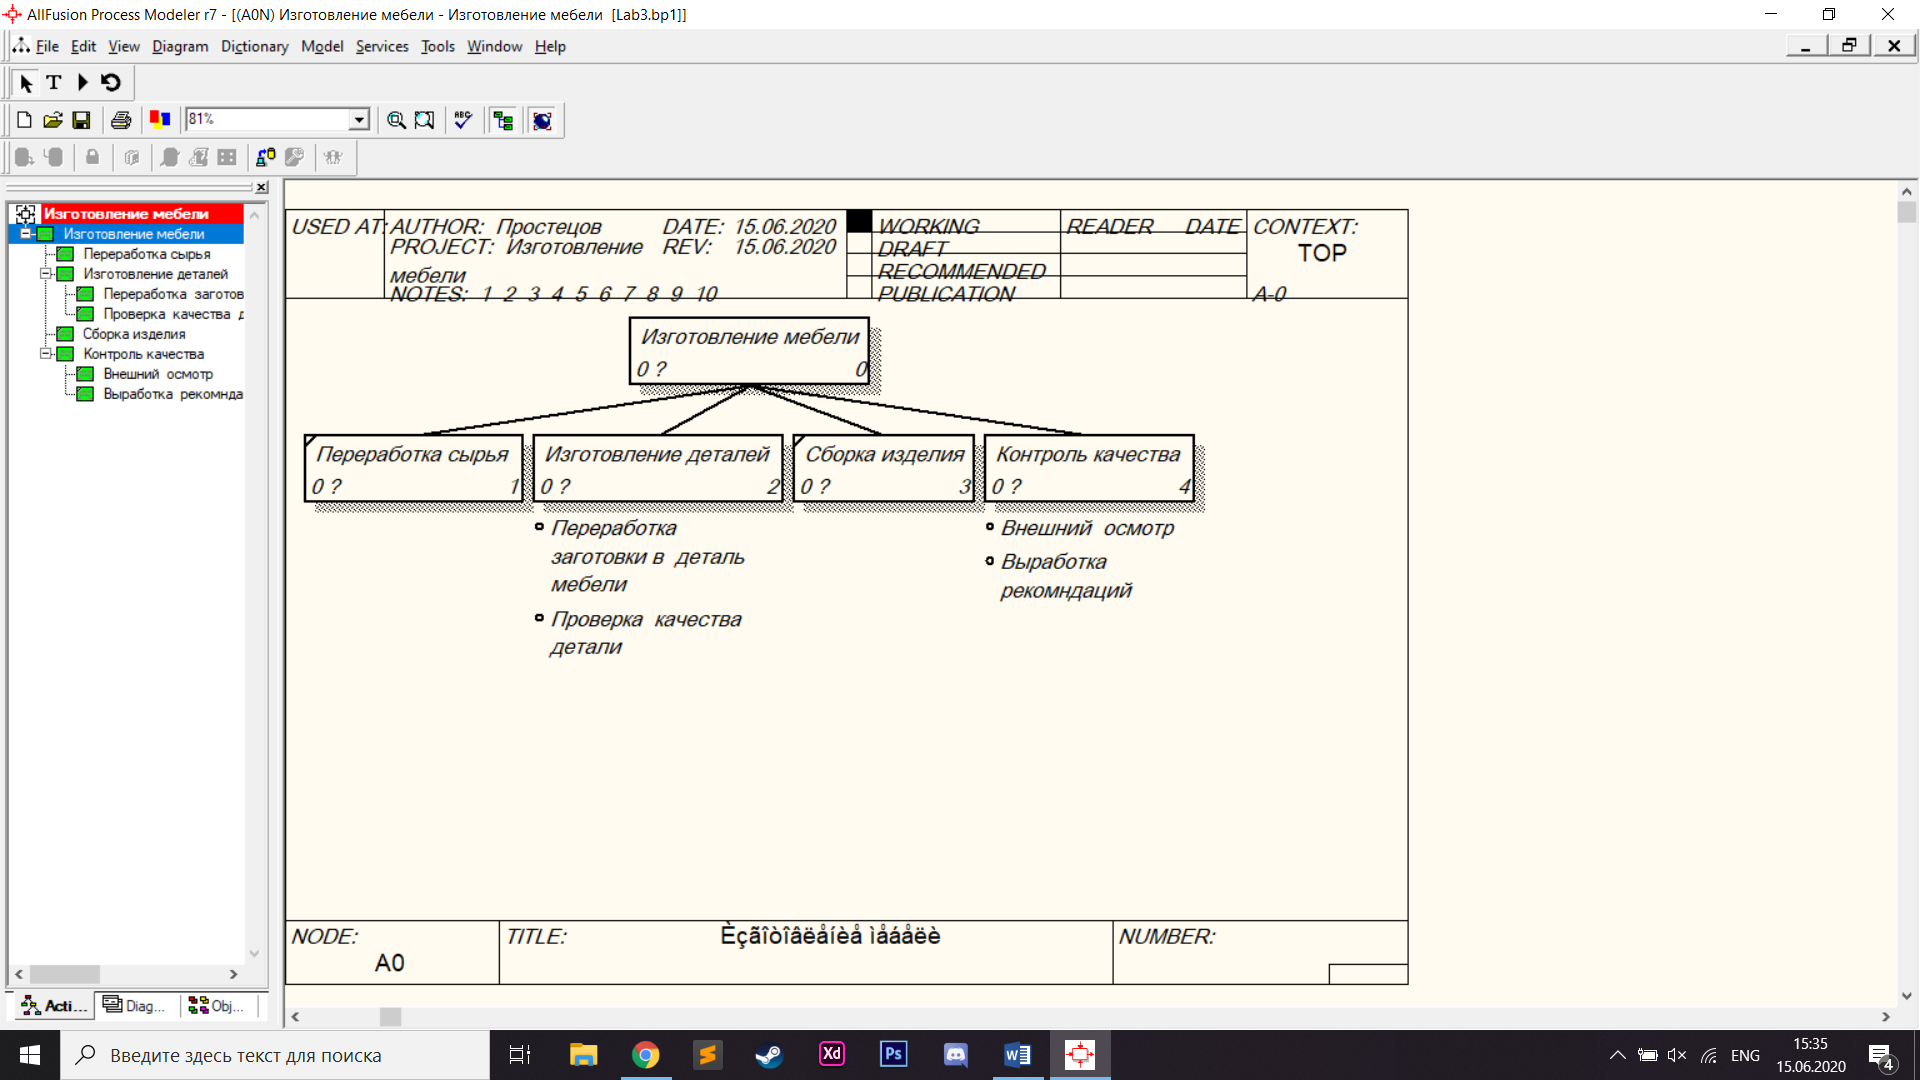 AllFusion Process Modeler r7 - [(A0N) Изготовление мебели - Изготовление мебели [Lab3.bp1]]
File Edit View Diagram Dictionary Model Services Tools Window Help
T
81%
ABC
Изготовление мебели
Изготовление мебели
Переработка сырья
Изготовление деталей
Переработка заготов
Проверка качества д
Сборка изделия
Контроль качества
Внешний осмотр
Выработка рекомнда
Acti...
Diag...
Obj...
USED AT:
AUTHOR: Простецов
DATE: 15.06.2020
PROJECT: Изготовление
REV: 15.06.2020
мебели
NOTES: 1 2 3 4 5 6 7 8 9 10
WORKING
DRAFT
RECOMMENDED
PUBLICATION
READER DATE
CONTEXT:
TOP
A-0
Изготовление мебели
0 ? 0
Переработка сырья
0 ? 1
Изготовление деталей
0 ? 2
Сборка изделия
0 ? 3
Контроль качества
0 ? 4
Переработка
заготовки в деталь
мебели
Проверка качества
детали
Внешний осмотр
Выработка
рекомндаций
NODE:
A0
TITLE:
Èçãîòîâëåíèå ìåáåëè
NUMBER:
Введите здесь текст для поиска
Xd
Ps
ENG
15:35
15.06.2020
4